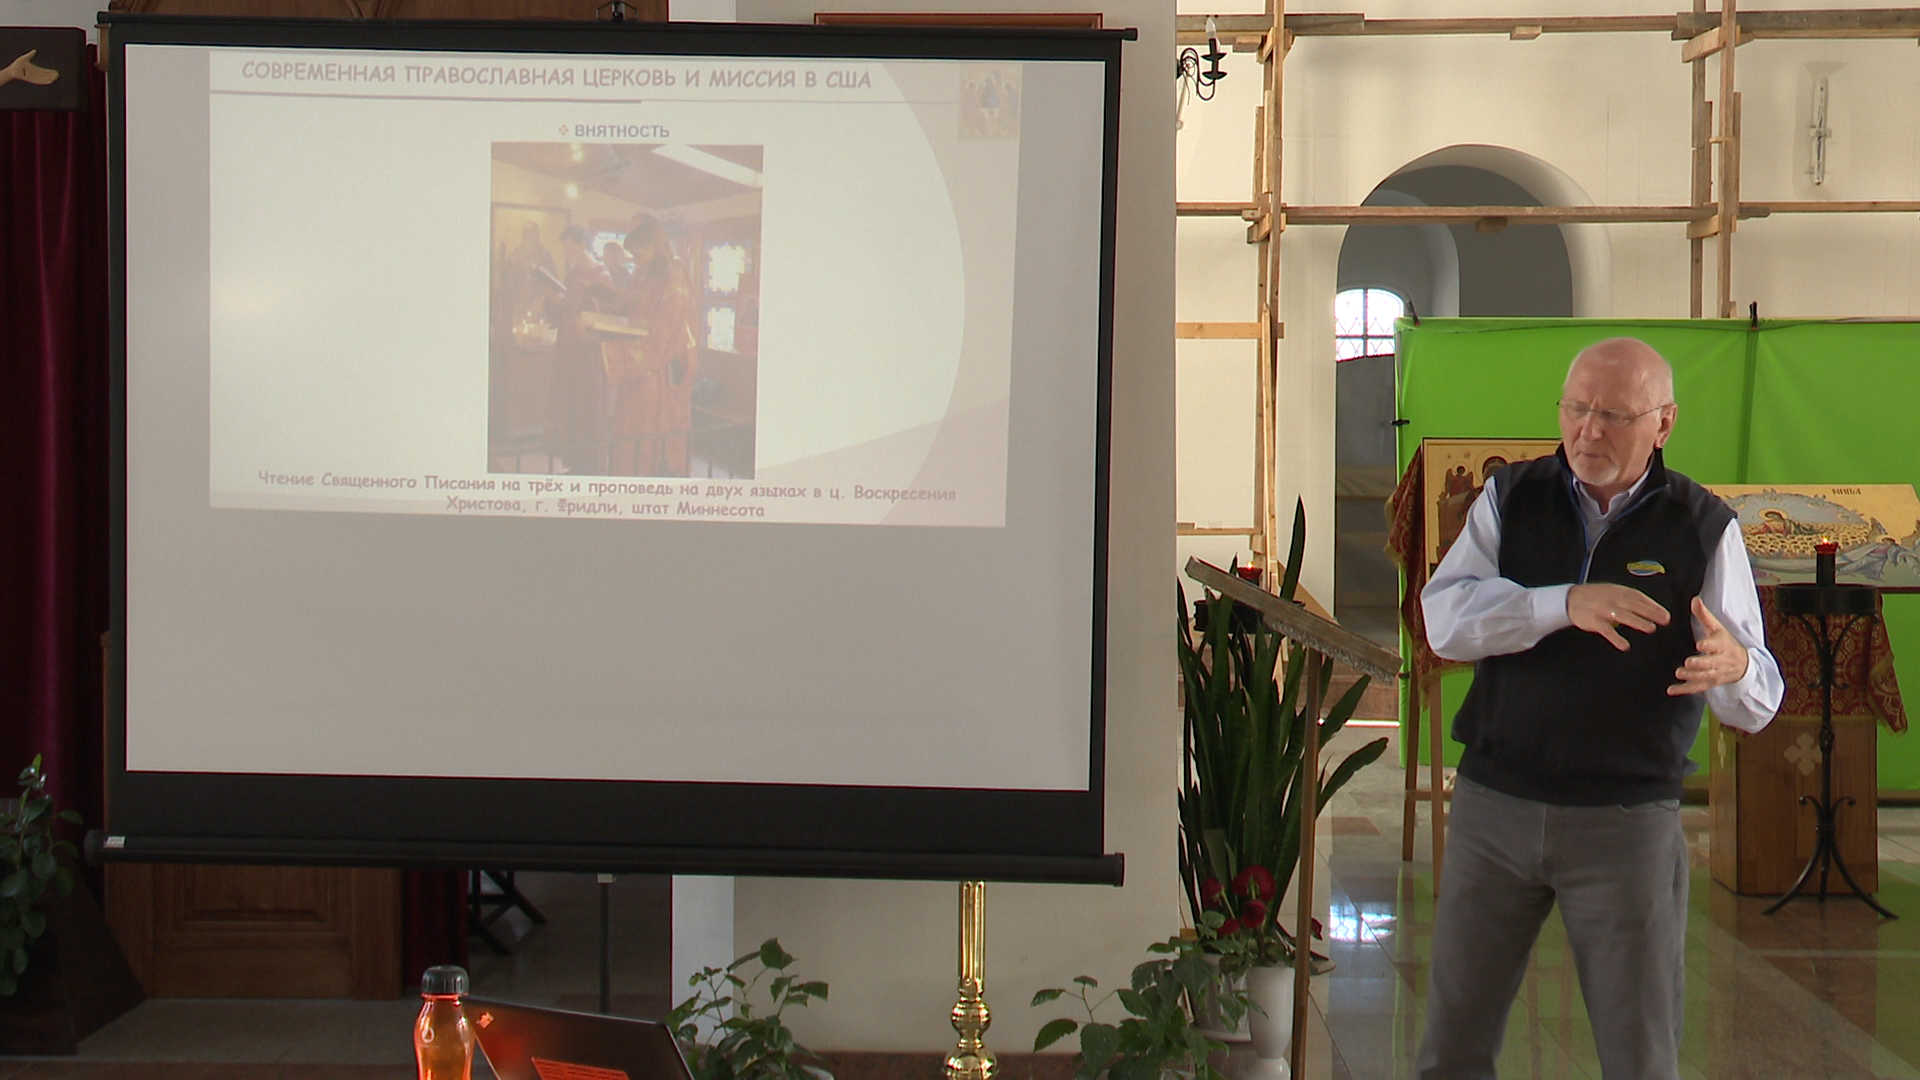 СОВРЕМЕННАЯ ПРАВОСЛАВНАЯ ЦЕРКОВЬ И МИССИЯ В США
ВНЯТНОСТЬ
Чтение Священного Писания на трёх и проповедь на двух языках в ц. Воскресения
Христова, г. Фридли, штат Миннесота